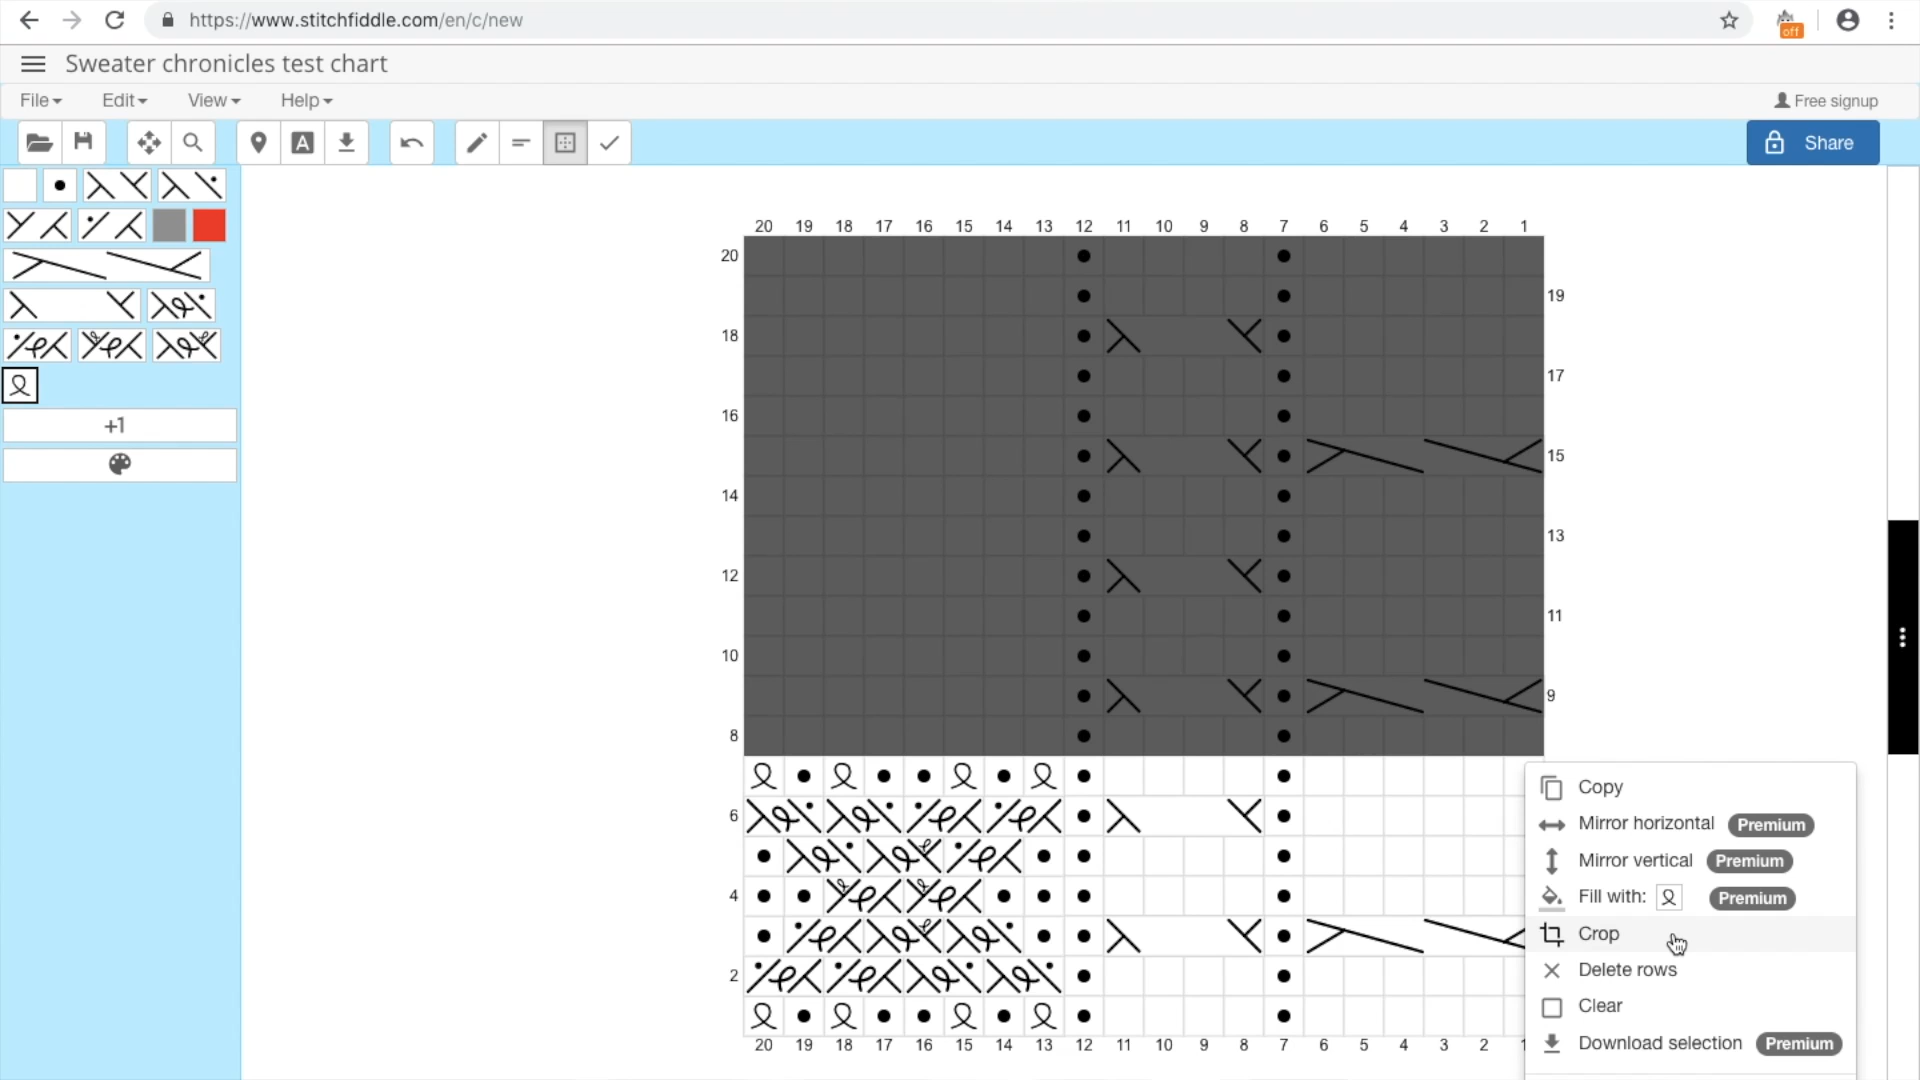 https://www.stitchfiddle.com/en/c/new
off
Sweater chronicles test chart
File Edit View Help Free signup
A Share
+1
20 19 18 17 16 15 14 13 12 11 10 9 8 7 6 5 4 3 2 1
20
19
18
17
16
15
14
13
12
11
10
9
8
6
4
2
20 19 18 17 16 15 14 13 12 11 10 9 8 7 6 5 4 3 2 1
Copy
Mirror horizontal Premium
Mirror vertical Premium
Fill with: Premium
Crop
Delete rows
Clear
Download selection Premium